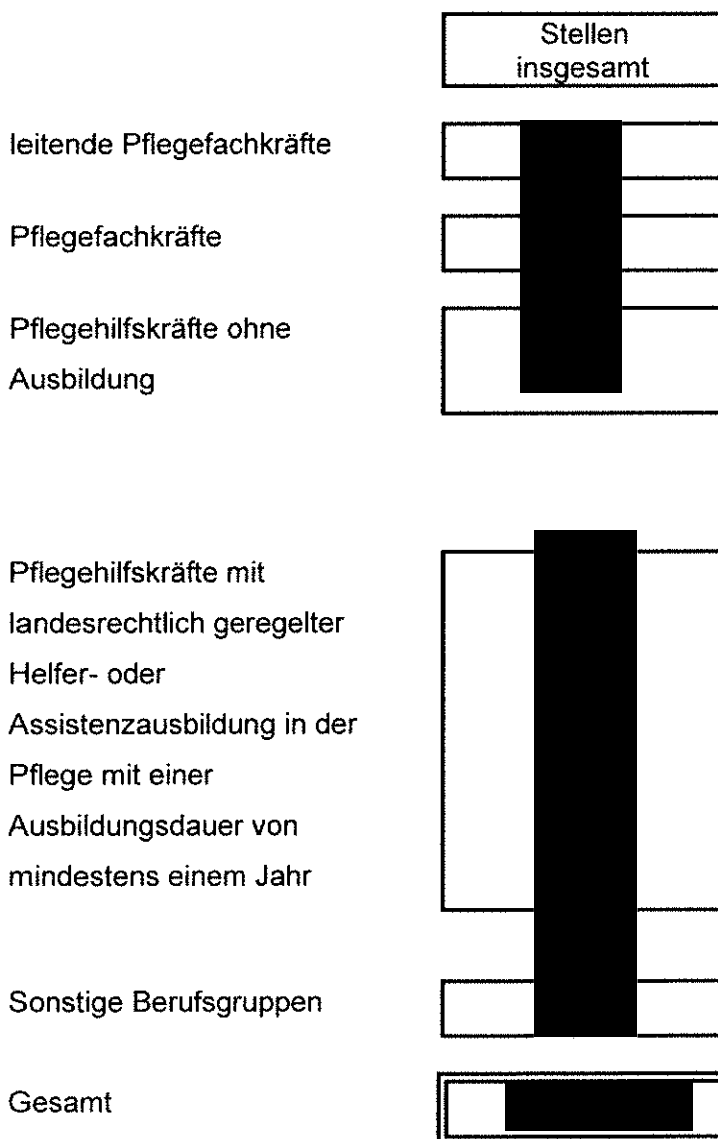 Stellen
insgesamt
leitende Pflegefachkräfte
Pflegefachkräfte
Pflegehilfskräfte ohne
Ausbildung
Pflegehilfskräfte mit
landesrechtlich geregelter
Helfer- oder
Assistenzausbildung in der
Pflege mit einer
Ausbildungsdauer von
mindestens einem Jahr
Sonstige Berufsgruppen
Gesamt